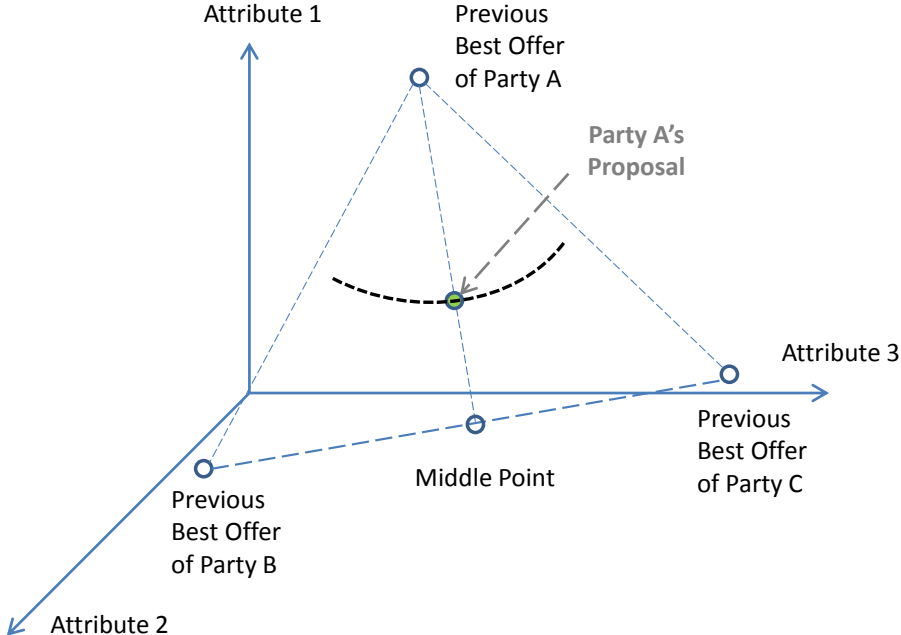 Attribute 1
Previous
Best Offer
of Party A
Party A's
Proposal
Attribute 3
Previous
Best Offer
of Party C
Middle Point
Previous
Best Offer
of Party B
Attribute 2